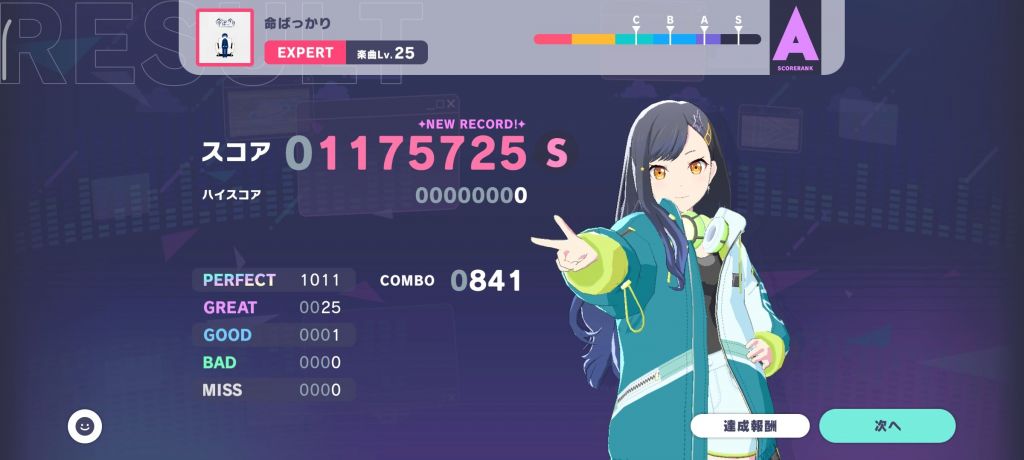 RESULT
命ばっかり
EXPERT 楽曲Lv.25
C B A S
A
SCORERANK
NEW RECORD!
スコア 01175725 S
ハイスコア 00000000
PERFECT 1011
COMBO 0841
GREAT 0025
GOOD 0001
BAD 0000
MISS 0000
達成報酬 次へ